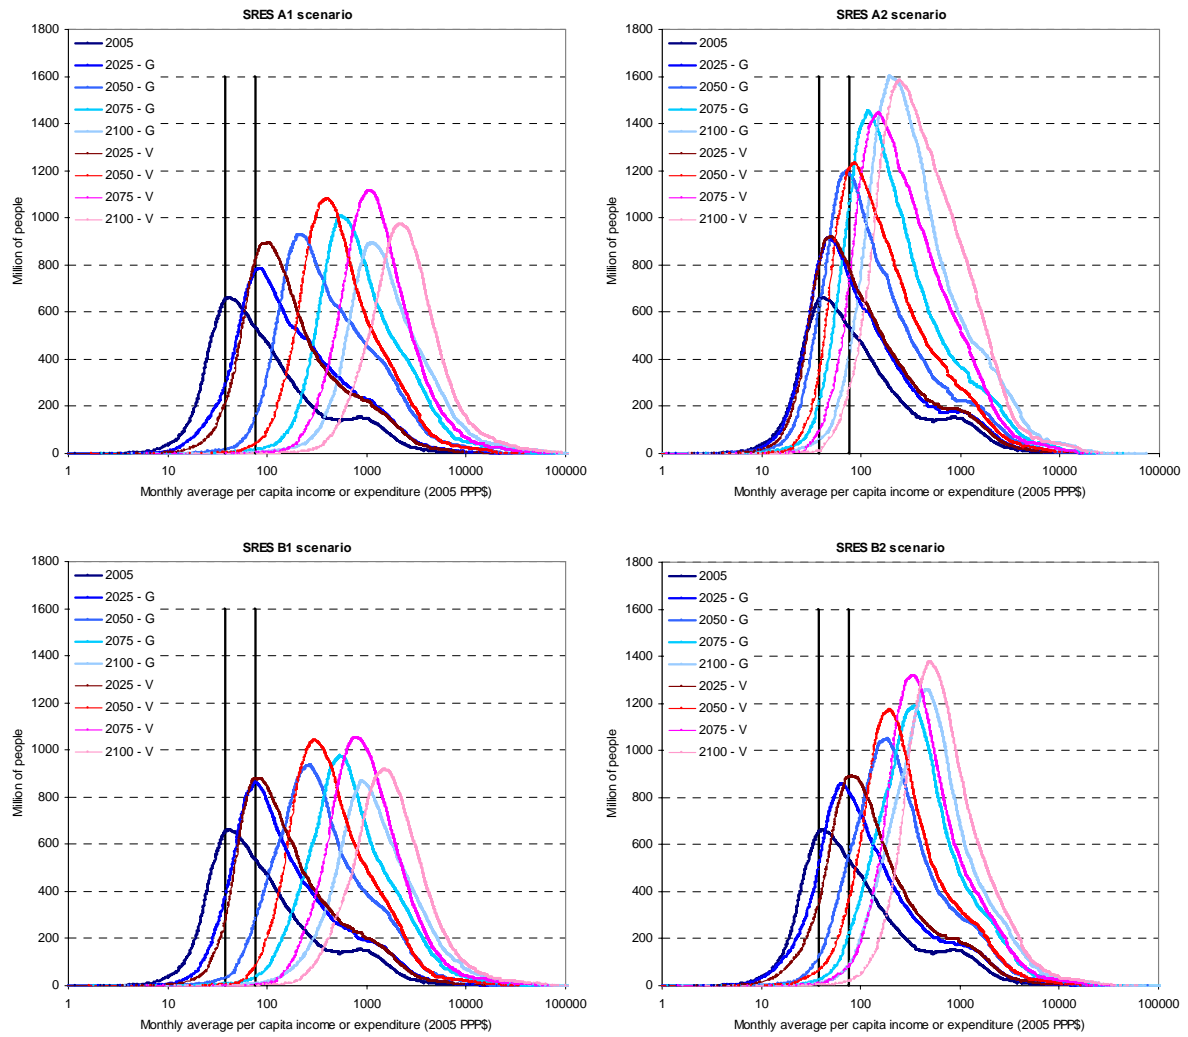 SRES A1 scenario
1800
1600
1400
1200
1000
800
600
400
200
0
Million of people
2005
2025 - G
2050 - G
2075 - G
2100 - G
2025 - V
2050 - V
2075 - V
2100 - V
1 10 100 1000 10000 100000
Monthly average per capita income or expenditure (2005 PPP$)
SRES A2 scenario
1800
1600
1400
1200
1000
800
600
400
200
0
Million of people
2005
2025 - G
2050 - G
2075 - G
2100 - G
2025 - V
2050 - V
2075 - V
2100 - V
1 10 100 1000 10000 100000
Monthly average per capita income or expenditure (2005 PPP$)
SRES B1 scenario
1800
1600
1400
1200
1000
800
600
400
200
0
Million of people
2005
2025 - G
2050 - G
2075 - G
2100 - G
2025 - V
2050 - V
2075 - V
2100 - V
1 10 100 1000 10000 100000
Monthly average per capita income or expenditure (2005 PPP$)
SRES B2 scenario
1800
1600
1400
1200
1000
800
600
400
200
0
Million of people
2005
2025 - G
2050 - G
2075 - G
2100 - G
2025 - V
2050 - V
2075 - V
2100 - V
1 10 100 1000 10000 100000
Monthly average per capita income or expenditure (2005 PPP$)